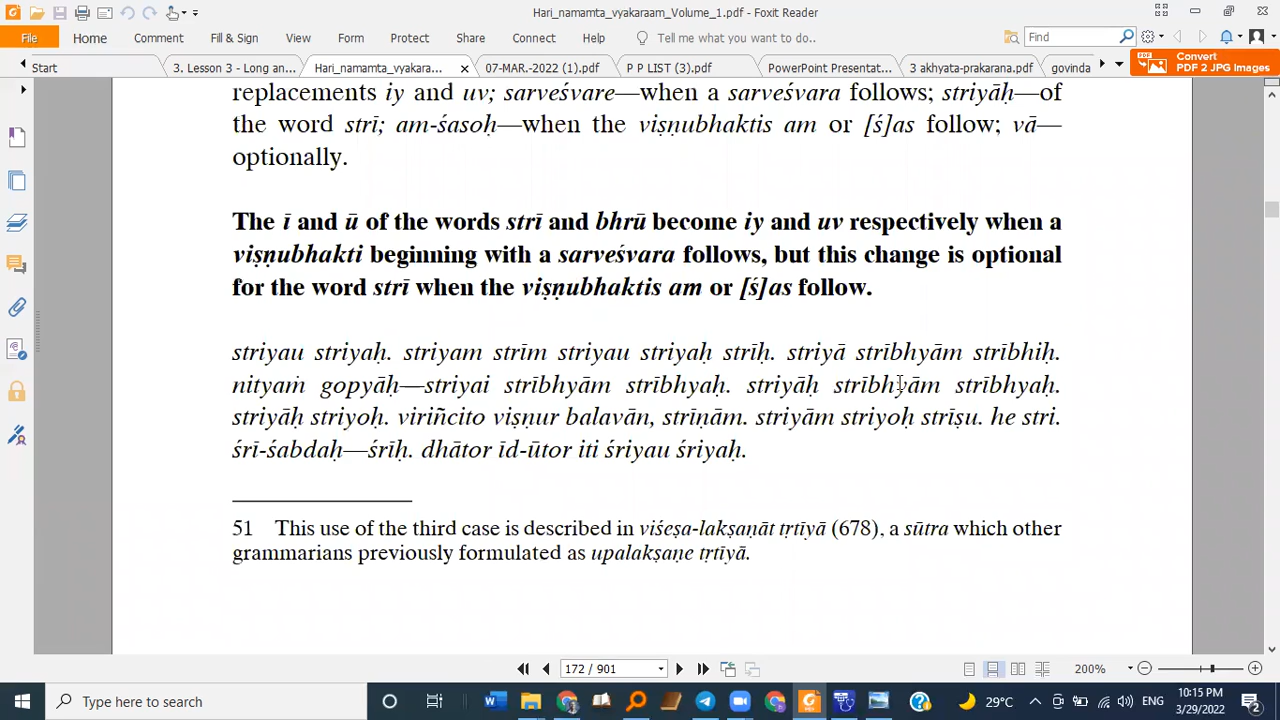 Hari_namamta_vyakaraam_Volume_1.pdf - Foxit Reader
File Home Comment Fill & Sign View Form Protect Share Connect Help Tell me what you want to do.. Find
Convert
PDF 2 JPG Images
Start 3. Lesson 3 - Long an... Hari_namamta_vyakara... 07.MAR.-2022 (1).pdf P P LIST (3).pdf PowerPoint Presentat... 3 akhyata-prakarana.pdf govinda
replacements iy and uv; sarveśvare—when a sarveśvara follows; striyāḥ—of
the word strī; am-śasoḥ—when the viṣṇubhaktis am or [ś]as follow; vā—
optionally.
The ī and ū of the words strī and bhrū become iy and uv respectively when a
viṣṇubhakti beginning with a sarveśvara follows, but this change is optional
for the word strī when the viṣṇubhaktis am or [ś]as follow.
striyau striyaḥ. striyam strīm striyau striyaḥ strīḥ. striyā strībhyām strībhiḥ.
nityaṁ gopyāḥ—striyai strībhyām strībhyaḥ. striyāḥ strībhyām strībhyaḥ.
striyāḥ striyoḥ. viriñcito viṣṇur balavān, strīṇām. striyām striyoḥ strīṣu. he stri.
śrī-śabdaḥ—śrīḥ. dhātor īd-ūtor iti śriyau śriyaḥ.
51 This use of the third case is described in viśeṣa-lakṣaṇāt tṛtīyā (678), a sūtra which other
grammarians previously formulated as upalakṣaṇe tṛtīyā.
172 / 901 200%
Type here to search 29°C ENG 10:15 PM
3/29/2022 2